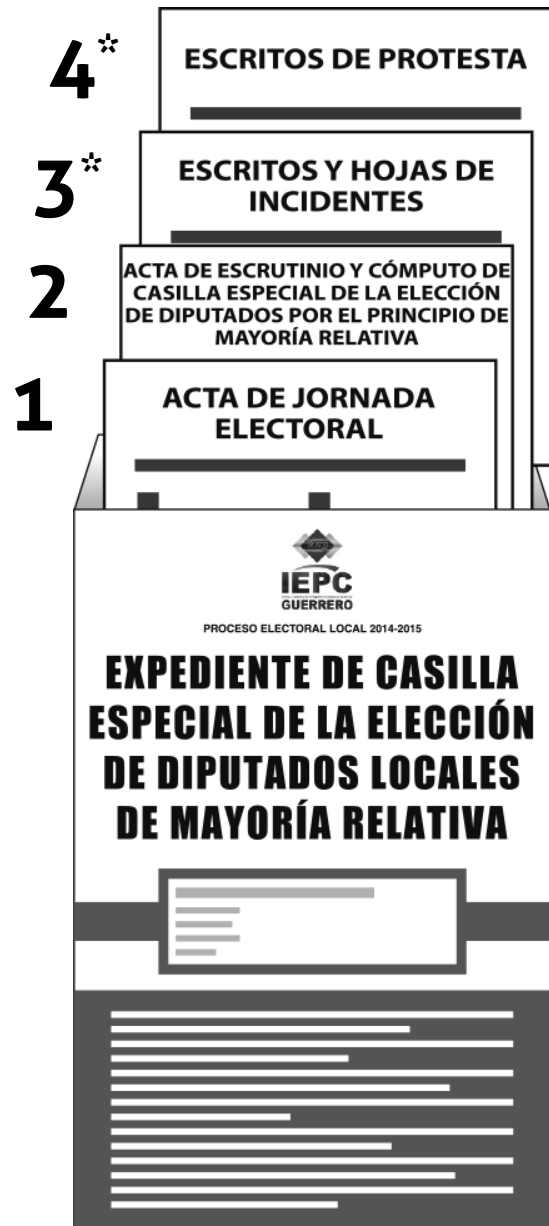 4*
ESCRITOS DE PROTESTA
3*
ESCRITOS Y HOJAS DE
INCIDENTES
2
ACTA DE ESCRUTINIO Y CÓMPUTO DE
CASILLA ESPECIAL DE LA ELECCIÓN
DE DIPUTADOS POR EL PRINCIPIO DE
MAYORÍA RELATIVA
1
ACTA DE JORNADA
ELECTORAL
IEPC
GUERRERO
PROCESO ELECTORAL LOCAL 2014-2015
EXPEDIENTE DE CASILLA
ESPECIAL DE LA ELECCIÓN
DE DIPUTADOS LOCALES
DE MAYORÍA RELATIVA